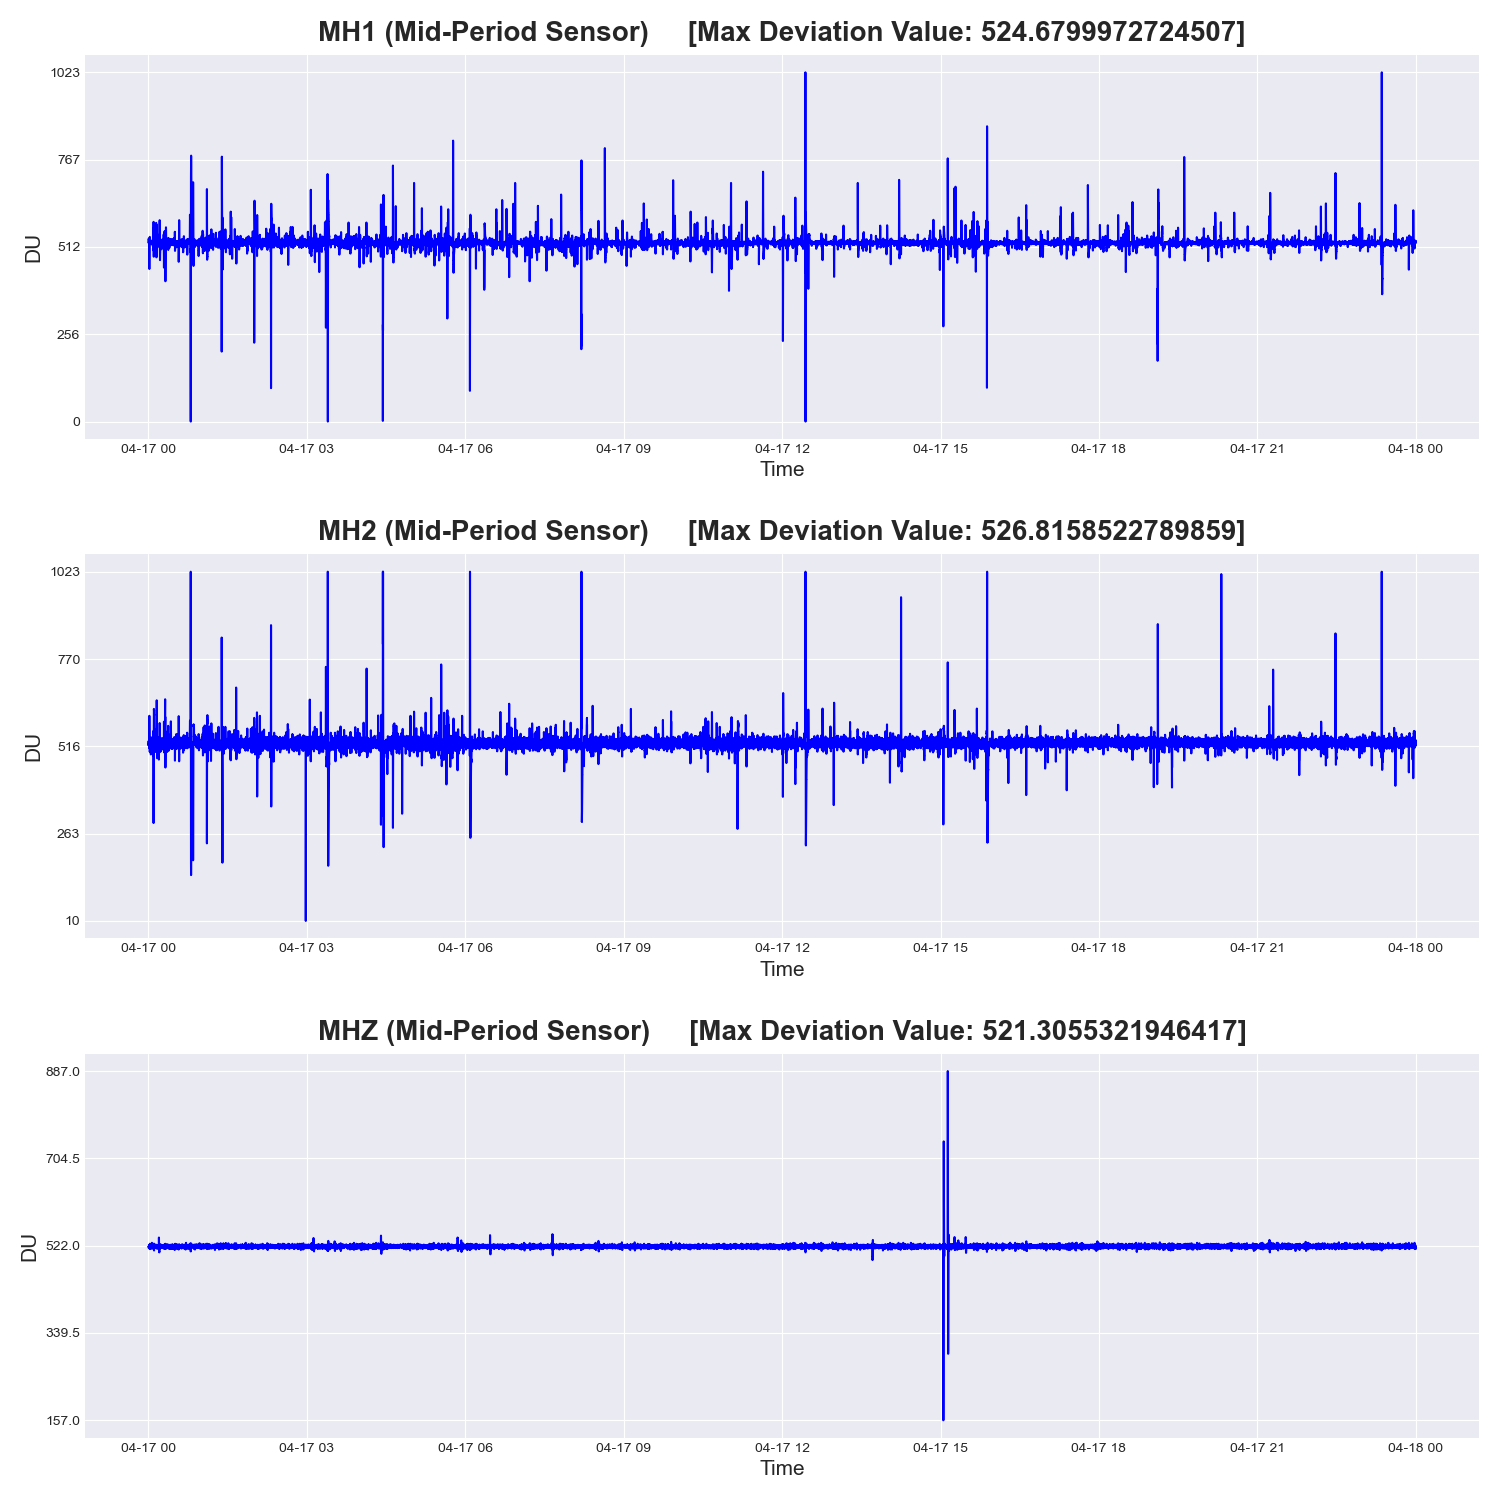 MH1 (Mid-Period Sensor) [Max Deviation Value: 524.6799972724507]
1023
767
512
256
0
DU
04-17 00 04-17 03 04-17 06 04-17 09 04-17 12 04-17 15 04-17 18 04-17 21 04-18 00
Time
MH2 (Mid-Period Sensor) [Max Deviation Value: 526.8158522789859]
1023
770
516
263
10
DU
04-17 00 04-17 03 04-17 06 04-17 09 04-17 12 04-17 15 04-17 18 04-17 21 04-18 00
Time
MHZ (Mid-Period Sensor) [Max Deviation Value: 521.3055321946417]
887.0
704.5
522.0
339.5
157.0
DU
04-17 00 04-17 03 04-17 06 04-17 09 04-17 12 04-17 15 04-17 18 04-17 21 04-18 00
Time